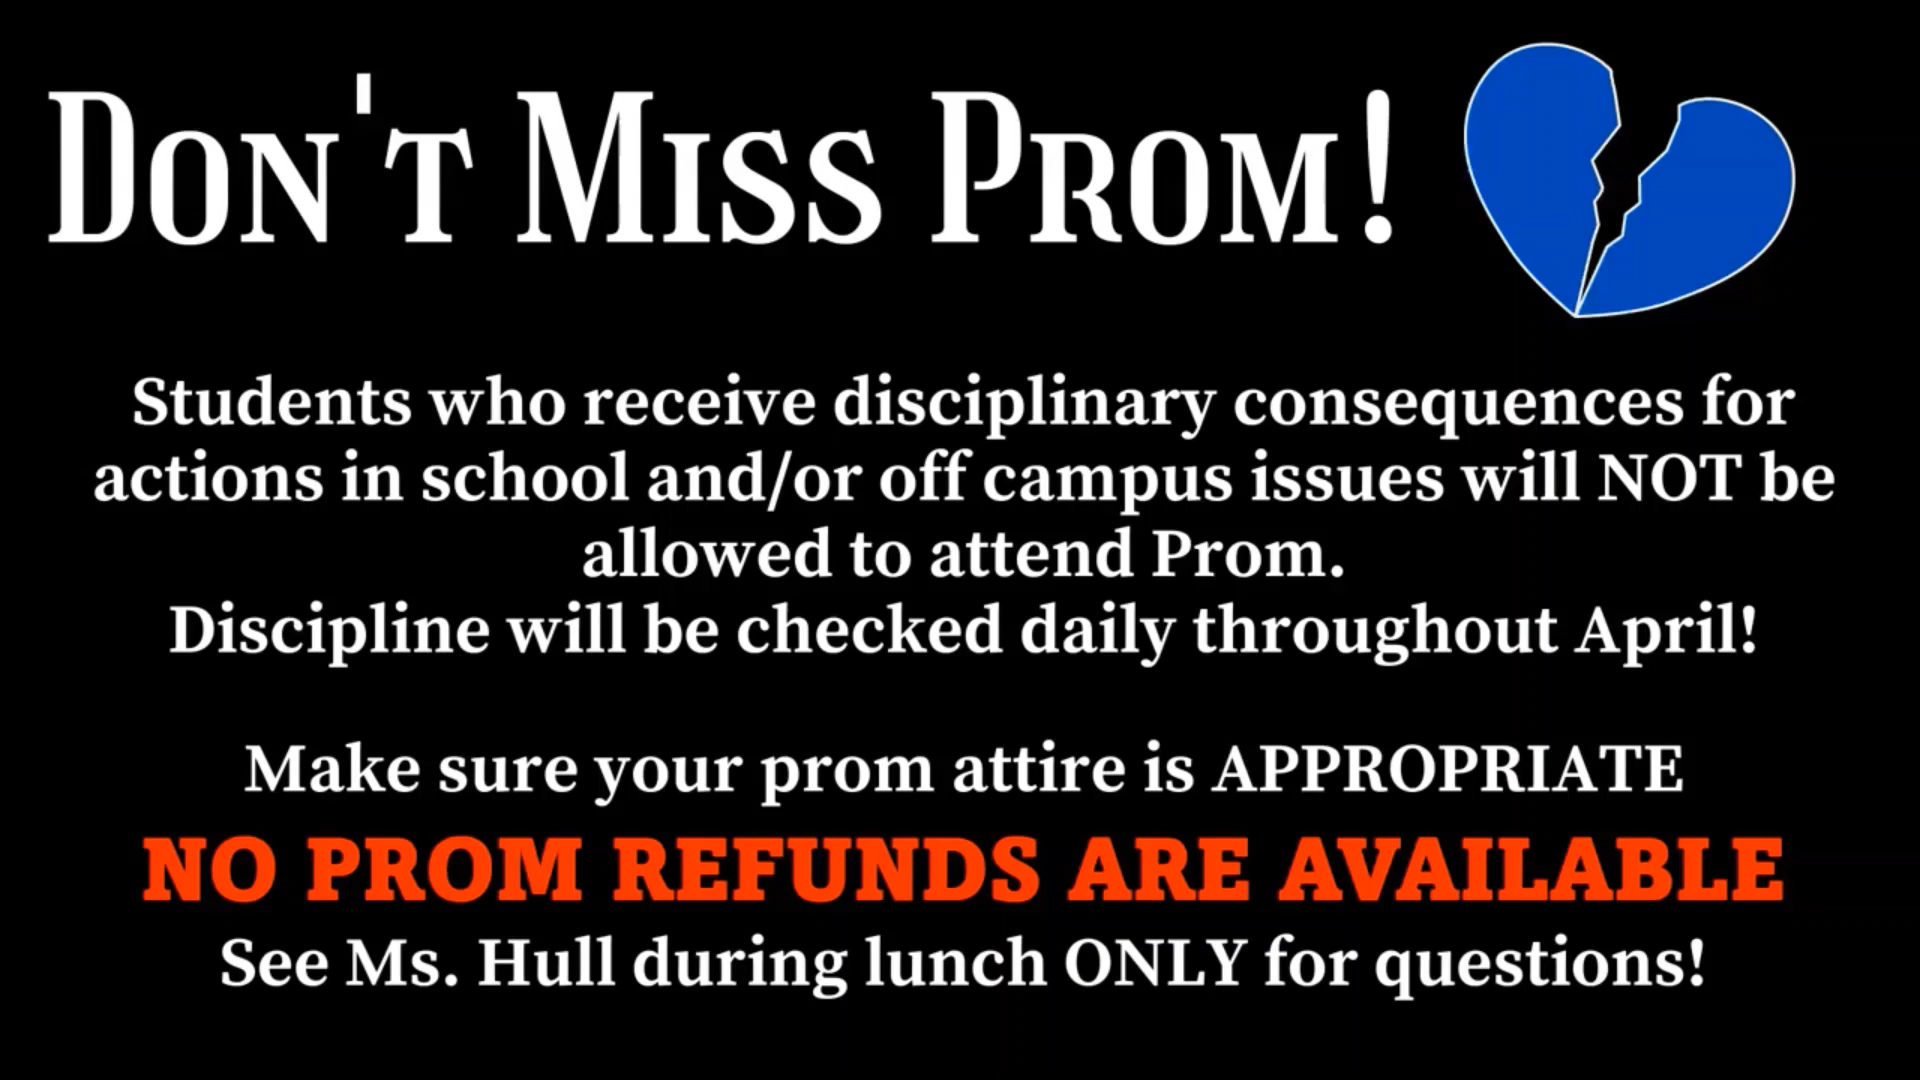 Don't Miss Prom!
Students who receive disciplinary consequences for
actions in school and/or off campus issues will NOT be
allowed to attend Prom.
Discipline will be checked daily throughout April!
Make sure your prom attire is APPROPRIATE
NO PROM REFUNDS ARE AVAILABLE
See Ms. Hull during lunch ONLY for questions!